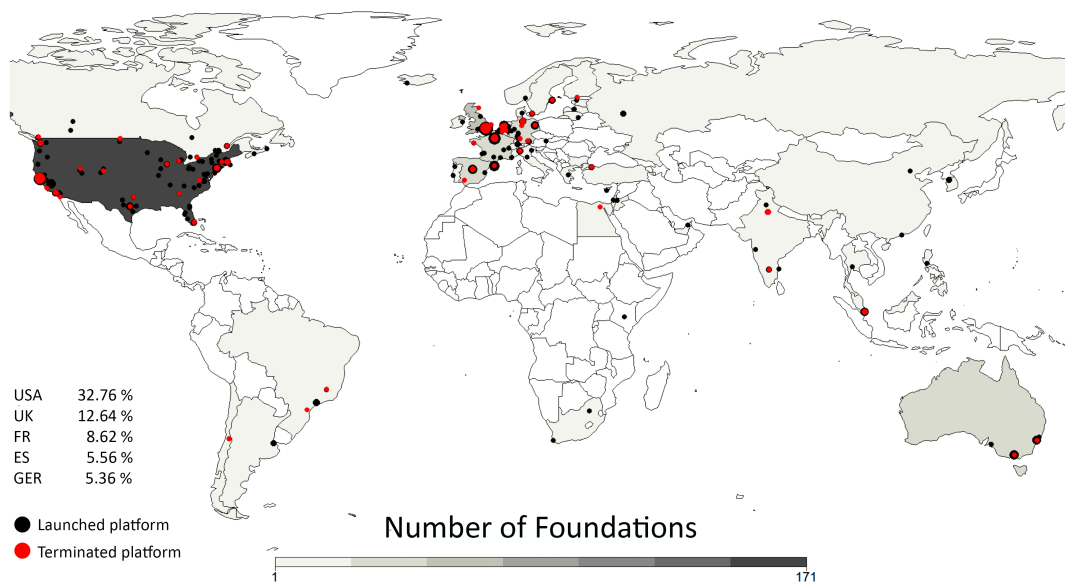 USA 32.76 %
UK 12.64 %
FR 8.62 %
ES 5.56 %
GER 5.36 %
Launched platform
Terminated platform
Number of Foundations
1 171